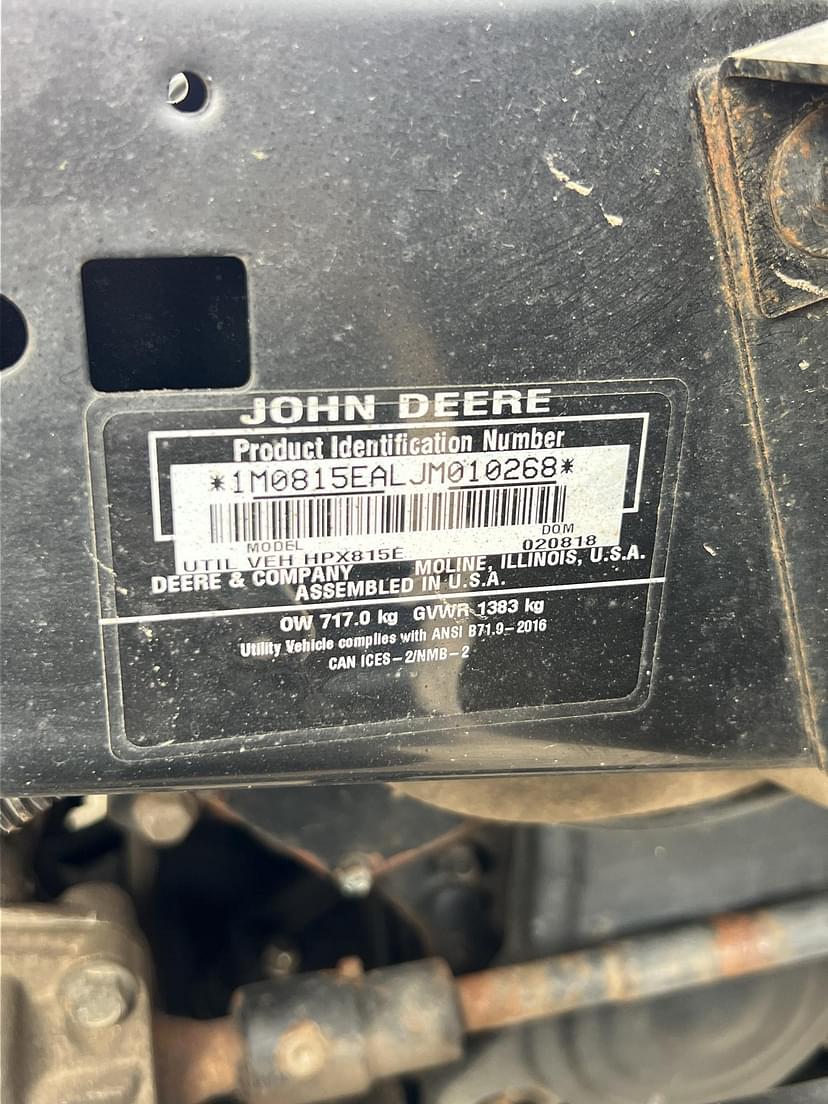 JOHN DEERE
Product Identification Number
*1M0815EALJM010268*
MODEL DOM
UTIL VEH HPX815E 020818
DEERE & COMPANY MOLINE, ILLINOIS, U.S.A.
ASSEMBLED IN U.S.A.
OW 717.0 kg GVWR 1383 kg
Utility Vehicle complies with ANSI B71.9-2016
CAN ICES-2/NMB-2